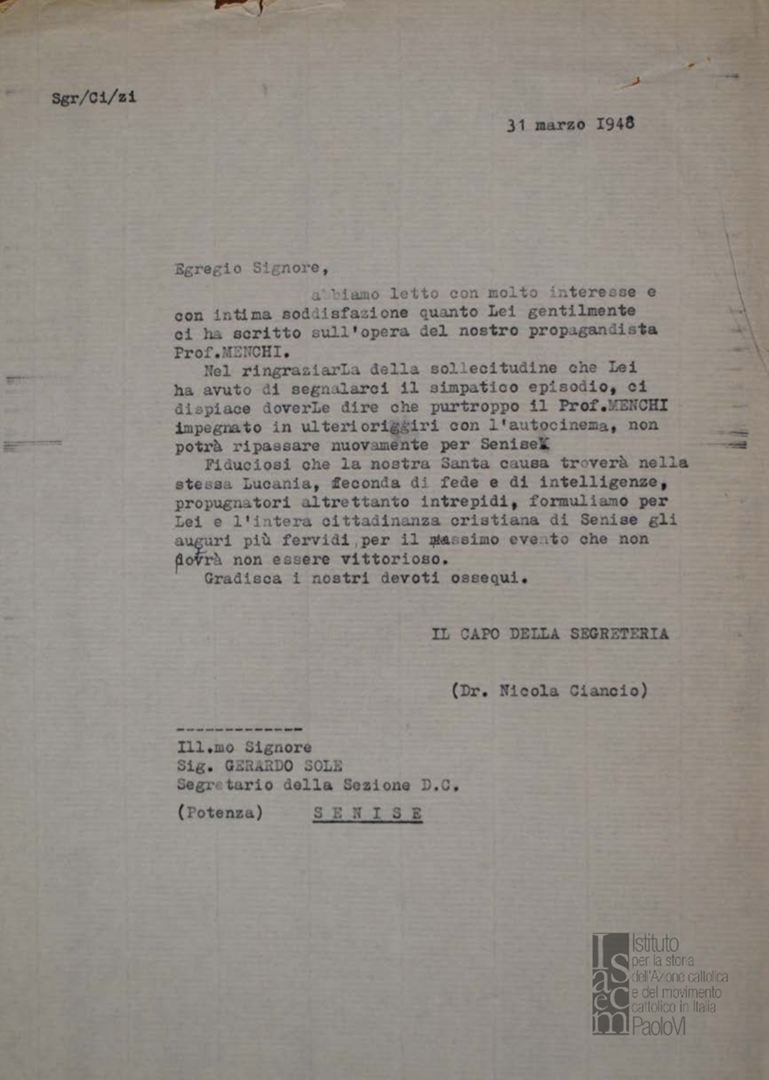 Sgr/Ci/zi
31 marzo I948
Egregio Signore,
abbiamo letto con molto interesse e
con intima soddisfazione quanto Lei gentilmente
ci ha scritto sull'opera del nostro propagandista
Prof.MENCHI.
Nel ringraziarLa della sollecitudine che Lei
ha avuto di segnalarci il simpatico episodio, ci
dispiace doverLe dire che purtroppo il Prof.MENCHI
impegnato in ulterioriggiri con l'autocinema, non
potrà ripassare nuovamente per Senise
Fiduciosi che la nostra Santa causa troverà nella
stessa Lucania, feconda di fede e di intelligenze,
propugnatori altrettanto intrepidi, formuliamo per
Lei e l'intera cittadinanza cristiana di Senise gli
auguri più fervidi per il massimo evento che non
dovrà non essere vittorioso.
Gradisca i nostri devoti ossequi.
IL CAPO DELLA SEGRETERIA
(Dr. Nicola Ciancio)
-------------
Ill.mo Signore
Sig. GERARDO SOLE
Segretario della Sezione D.C.
(Potenza) S E N I S E
Isacem
Istituto
per la storia
dell'Azione cattolica
e del movimento
cattolico in Italia
PaoloVI